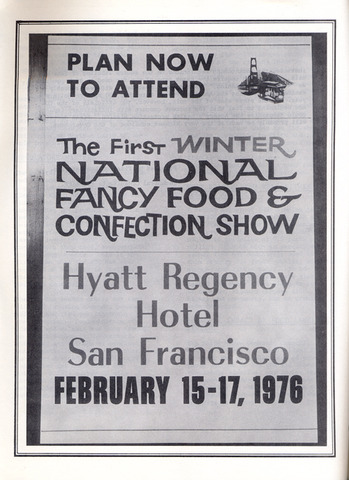 PLAN NOW
TO ATTEND
The First WINTER
NATIONAL
FANCY FOOD &
CONFECTION SHOW
Hyatt Regency
Hotel
San Francisco
FEBRUARY 15-17, 1976